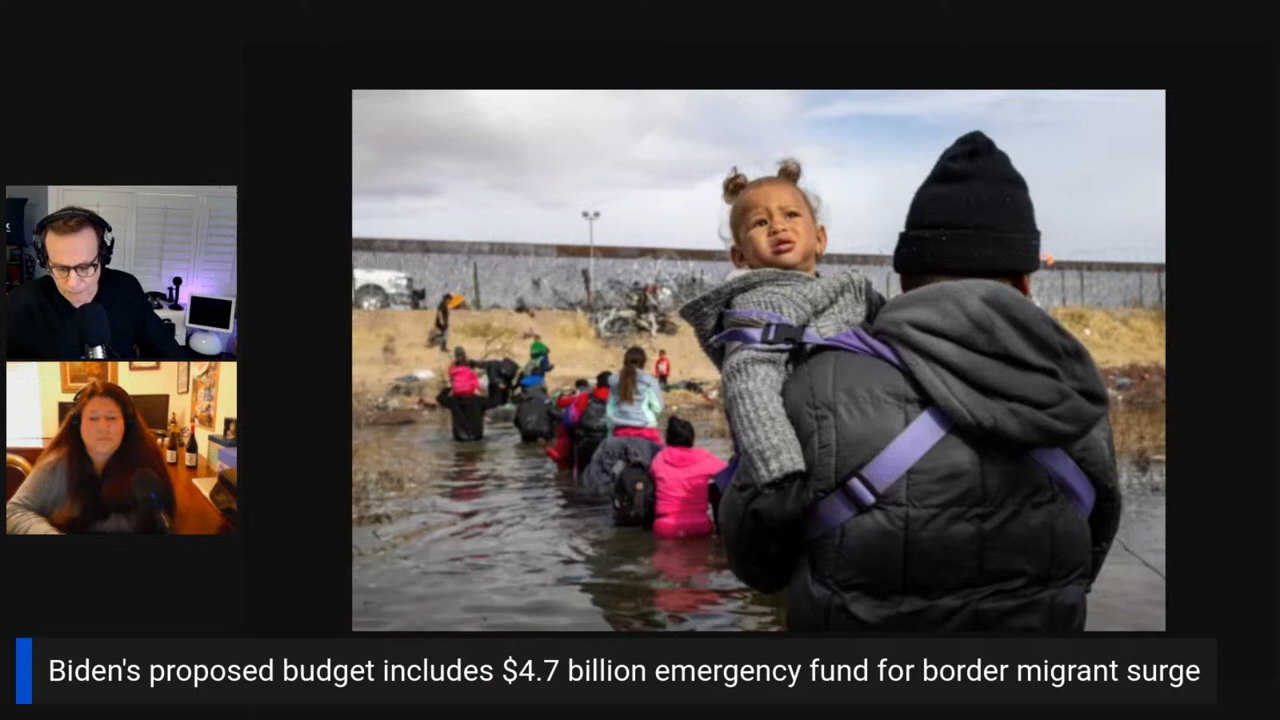 Biden's proposed budget includes $4.7 billion emergency fund for border migrant surge